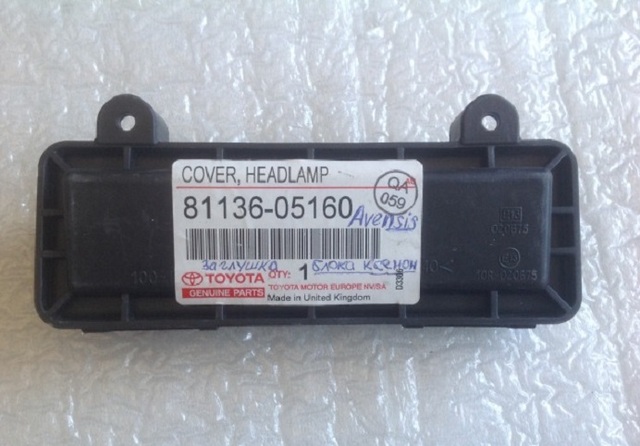 COVER, HEADLAMP
QA
059
81136-05160
Avensis
заглушка
блока ксенон
TOYOTA
QTY: 1
GENUINE PARTS
TOYOTA MOTOR EUROPE NV/SA
Made in United Kingdom